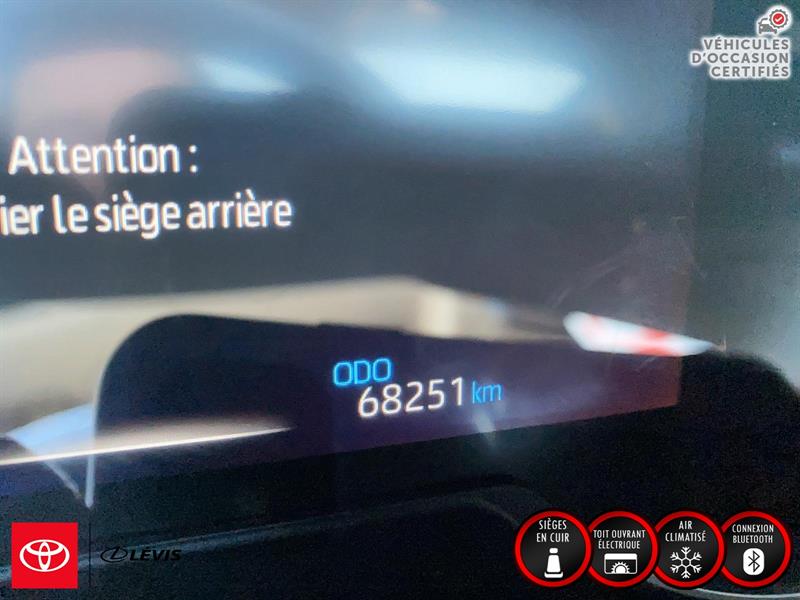 VÉHICULES
D'OCCASION
CERTIFIÉS
Attention :
ier le siège arrière
ODO
68251 km
LÉVIS
SIÈGES
EN CUIR
TOIT OUVRANT
ÉLECTRIQUE
AIR
CLIMATISÉ
CONNEXION
BLUETOOTH